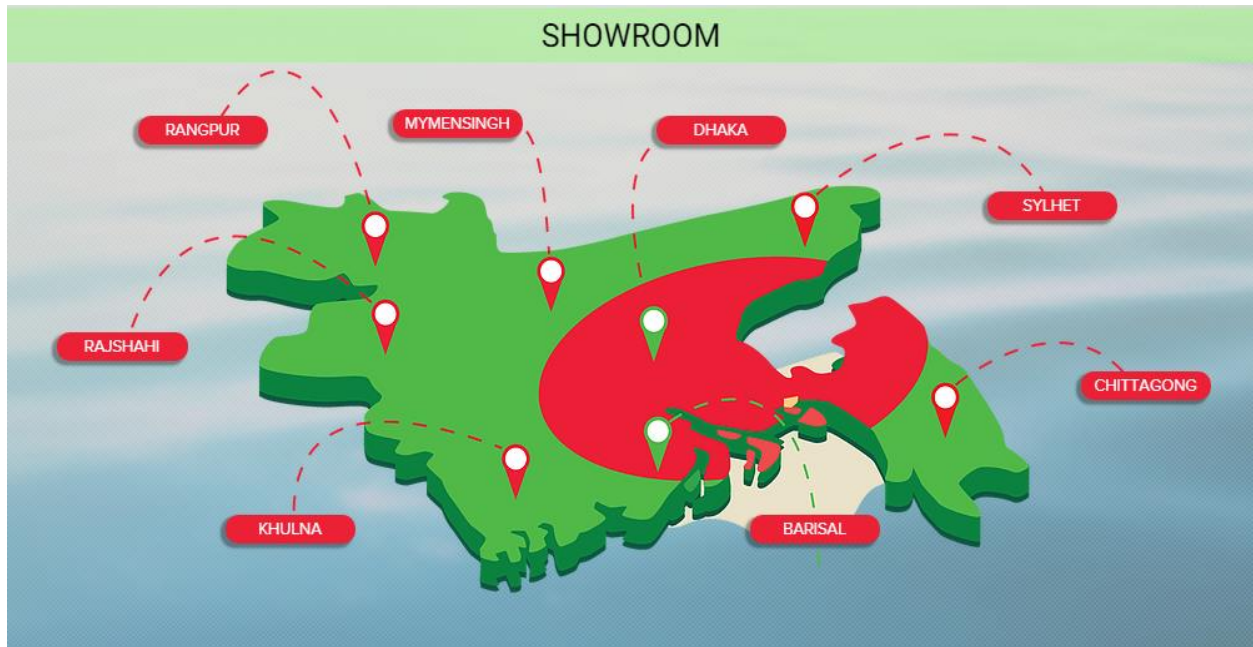 SHOWROOM
RANGPUR
MYMENSINGH
DHAKA
SYLHET
RAJSHAHI
CHITTAGONG
KHULNA
BARISAL